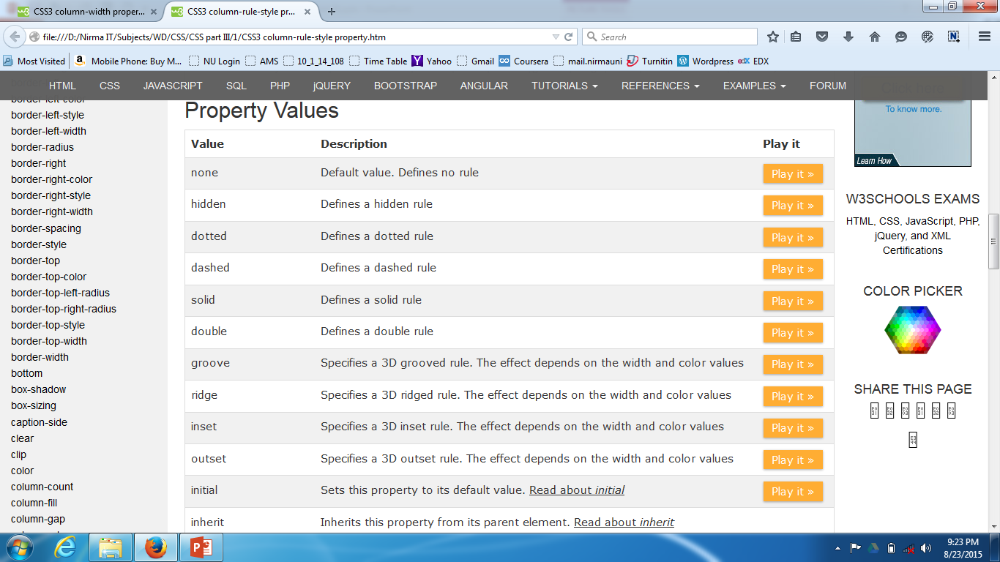 CSS3 column-width proper...
CSS3 column-rule-style pr...
file:///D:/Nirma IT/Subjects/WD/CSS/CSS part III/1/CSS3 column-rule-style property.htm
Search
Most Visited
Mobile Phone: Buy M...
NU Login
AMS
10_1_14_108
Time Table
Yahoo
Gmail
Coursera
mail.nirmauni
Turnitin
Wordpress
EDX
HTML CSS JAVASCRIPT SQL PHP jQUERY BOOTSTRAP ANGULAR TUTORIALS REFERENCES EXAMPLES FORUM
border-left-color
border-left-style
border-left-width
border-radius
border-right
border-right-color
border-right-style
border-right-width
border-spacing
border-style
border-top
border-top-color
border-top-left-radius
border-top-right-radius
border-top-style
border-top-width
border-width
bottom
box-shadow
box-sizing
caption-side
clear
clip
color
column-count
column-fill
column-gap
Property Values
Value Description Play it
none Default value. Defines no rule Play it »
hidden Defines a hidden rule Play it »
dotted Defines a dotted rule Play it »
dashed Defines a dashed rule Play it »
solid Defines a solid rule Play it »
double Defines a double rule Play it »
groove Specifies a 3D grooved rule. The effect depends on the width and color values Play it »
ridge Specifies a 3D ridged rule. The effect depends on the width and color values Play it »
inset Specifies a 3D inset rule. The effect depends on the width and color values Play it »
outset Specifies a 3D outset rule. The effect depends on the width and color values Play it »
initial Sets this property to its default value. Read about initial Play it »
inherit Inherits this property from its parent element. Read about inherit
Click here
To know more.
Learn How
W3SCHOOLS EXAMS
HTML, CSS, JavaScript, PHP,
jQuery, and XML
Certifications
COLOR PICKER
SHARE THIS PAGE
9:23 PM
8/23/2015